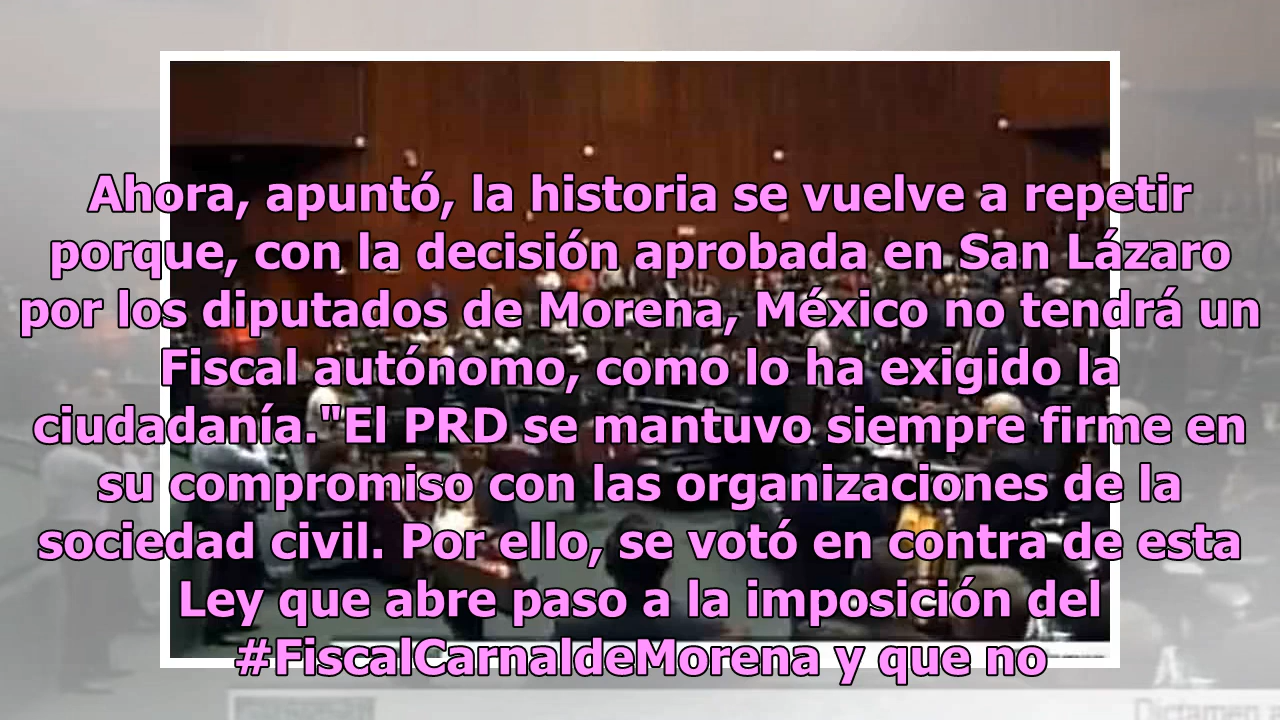 Ahora, apuntó, la historia se vuelve a repetir
porque, con la decisión aprobada en San Lázaro
por los diputados de Morena, México no tendrá un
Fiscal autónomo, como lo ha exigido la
ciudadanía."El PRD se mantuvo siempre firme en
su compromiso con las organizaciones de la
sociedad civil. Por ello, se votó en contra de esta
Ley que abre paso a la imposición del
#FiscalCarnaldeMorena y que no
Dictamen a